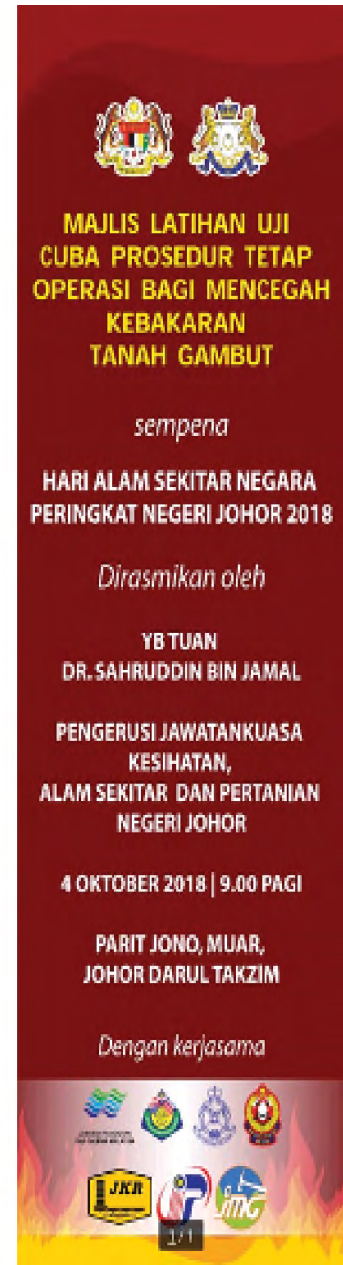 MAJLIS LATIHAN UJI
CUBA PROSEDUR TETAP
OPERASI BAGI MENCEGAH
KEBAKARAN
TANAH GAMBUT
sempena
HARI ALAM SEKITAR NEGARA
PERINGKAT NEGERI JOHOR 2018
Dirasmikan oleh
YB TUAN
DR. SAHRUDDIN BIN JAMAL
PENGERUSI JAWATANKUASA
KESIHATAN,
ALAM SEKITAR DAN PERTANIAN
NEGERI JOHOR
4 OKTOBER 2018 | 9.00 PAGI
PARIT JONO, MUAR,
JOHOR DARUL TAKZIM
Dengan kerjasama
JKR
JMG
1/1